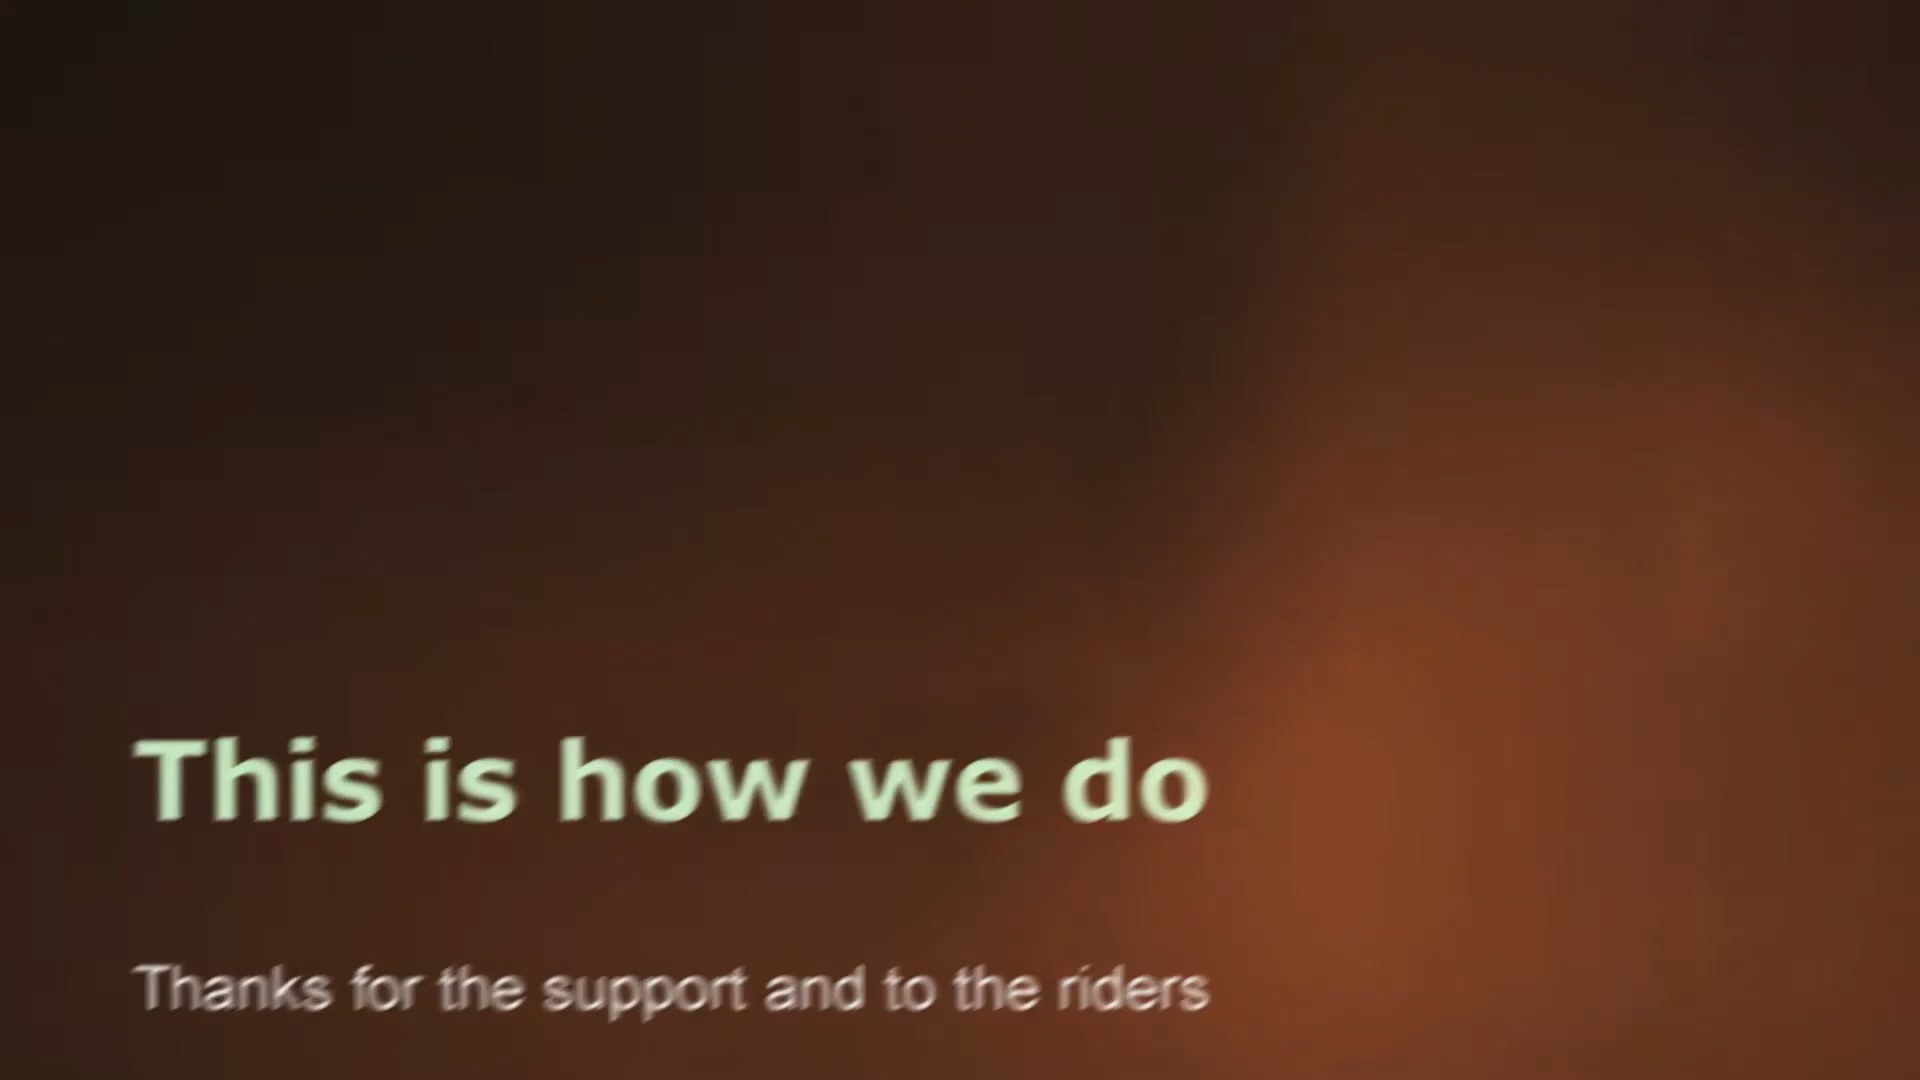 This is how we do
Thanks for the support and to the riders